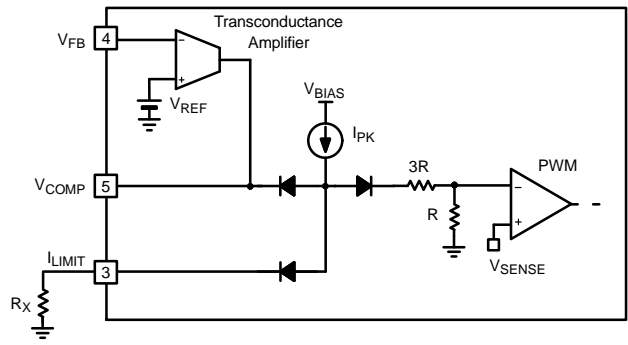 Transconductance
Amplifier
VFB
4
−
+
VREF
VBIAS
IPK
3R
PWM
VCOMP
5
R
−
+
ILIMIT
3
VSENSE
RX